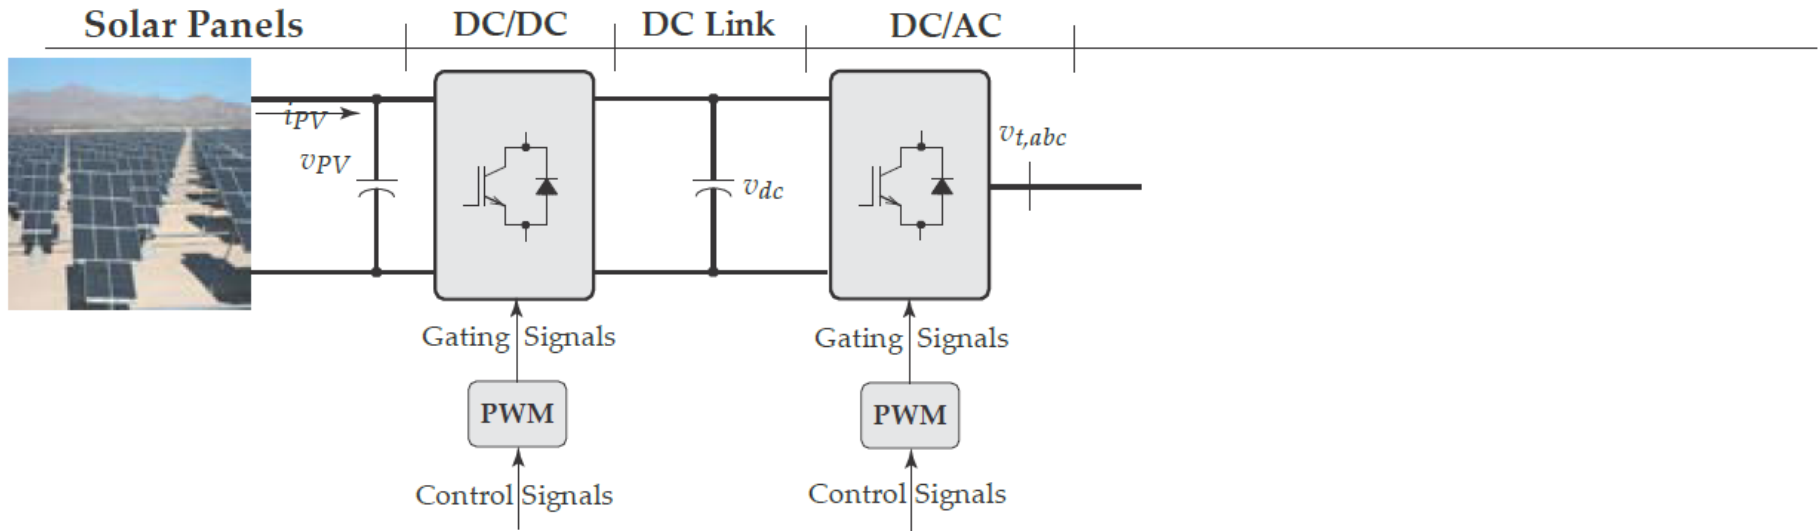 Solar Panels
DC/DC
DC Link
DC/AC
iPV
vPV
vdc
vt,abc
Gating Signals
Gating Signals
PWM
PWM
Control Signals
Control Signals